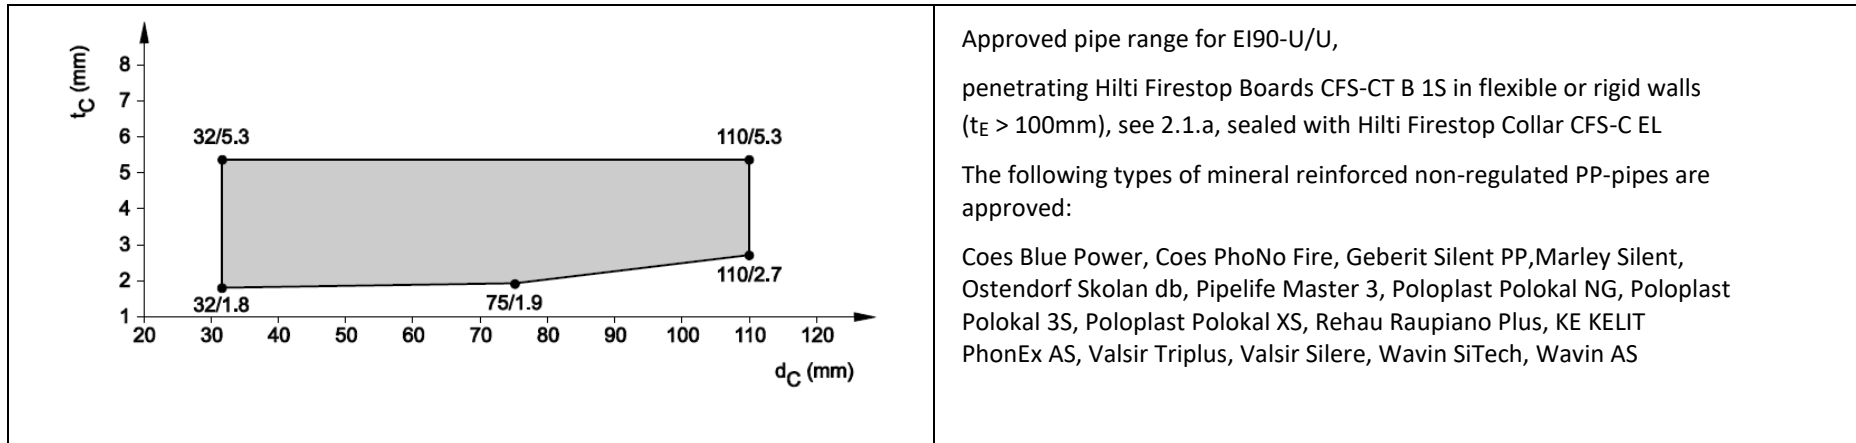 t_C (mm)
8
7
6
5
4
3
2
1
32/5.3
110/5.3
32/1.8
75/1.9
110/2.7
20 30 40 50 60 70 80 90 100 110 120
d_C (mm)
Approved pipe range for EI90-U/U,
penetrating Hilti Firestop Boards CFS-CT B 1S in flexible or rigid walls
(t_E > 100mm), see 2.1.a, sealed with Hilti Firestop Collar CFS-C EL
The following types of mineral reinforced non-regulated PP-pipes are
approved:
Coes Blue Power, Coes PhoNo Fire, Geberit Silent PP,Marley Silent,
Ostendorf Skolan db, Pipelife Master 3, Poloplast Polokal NG, Poloplast
Polokal 3S, Poloplast Polokal XS, Rehau Raupiano Plus, KE KELIT
PhonEx AS, Valsir Triplus, Valsir Silere, Wavin SiTech, Wavin AS